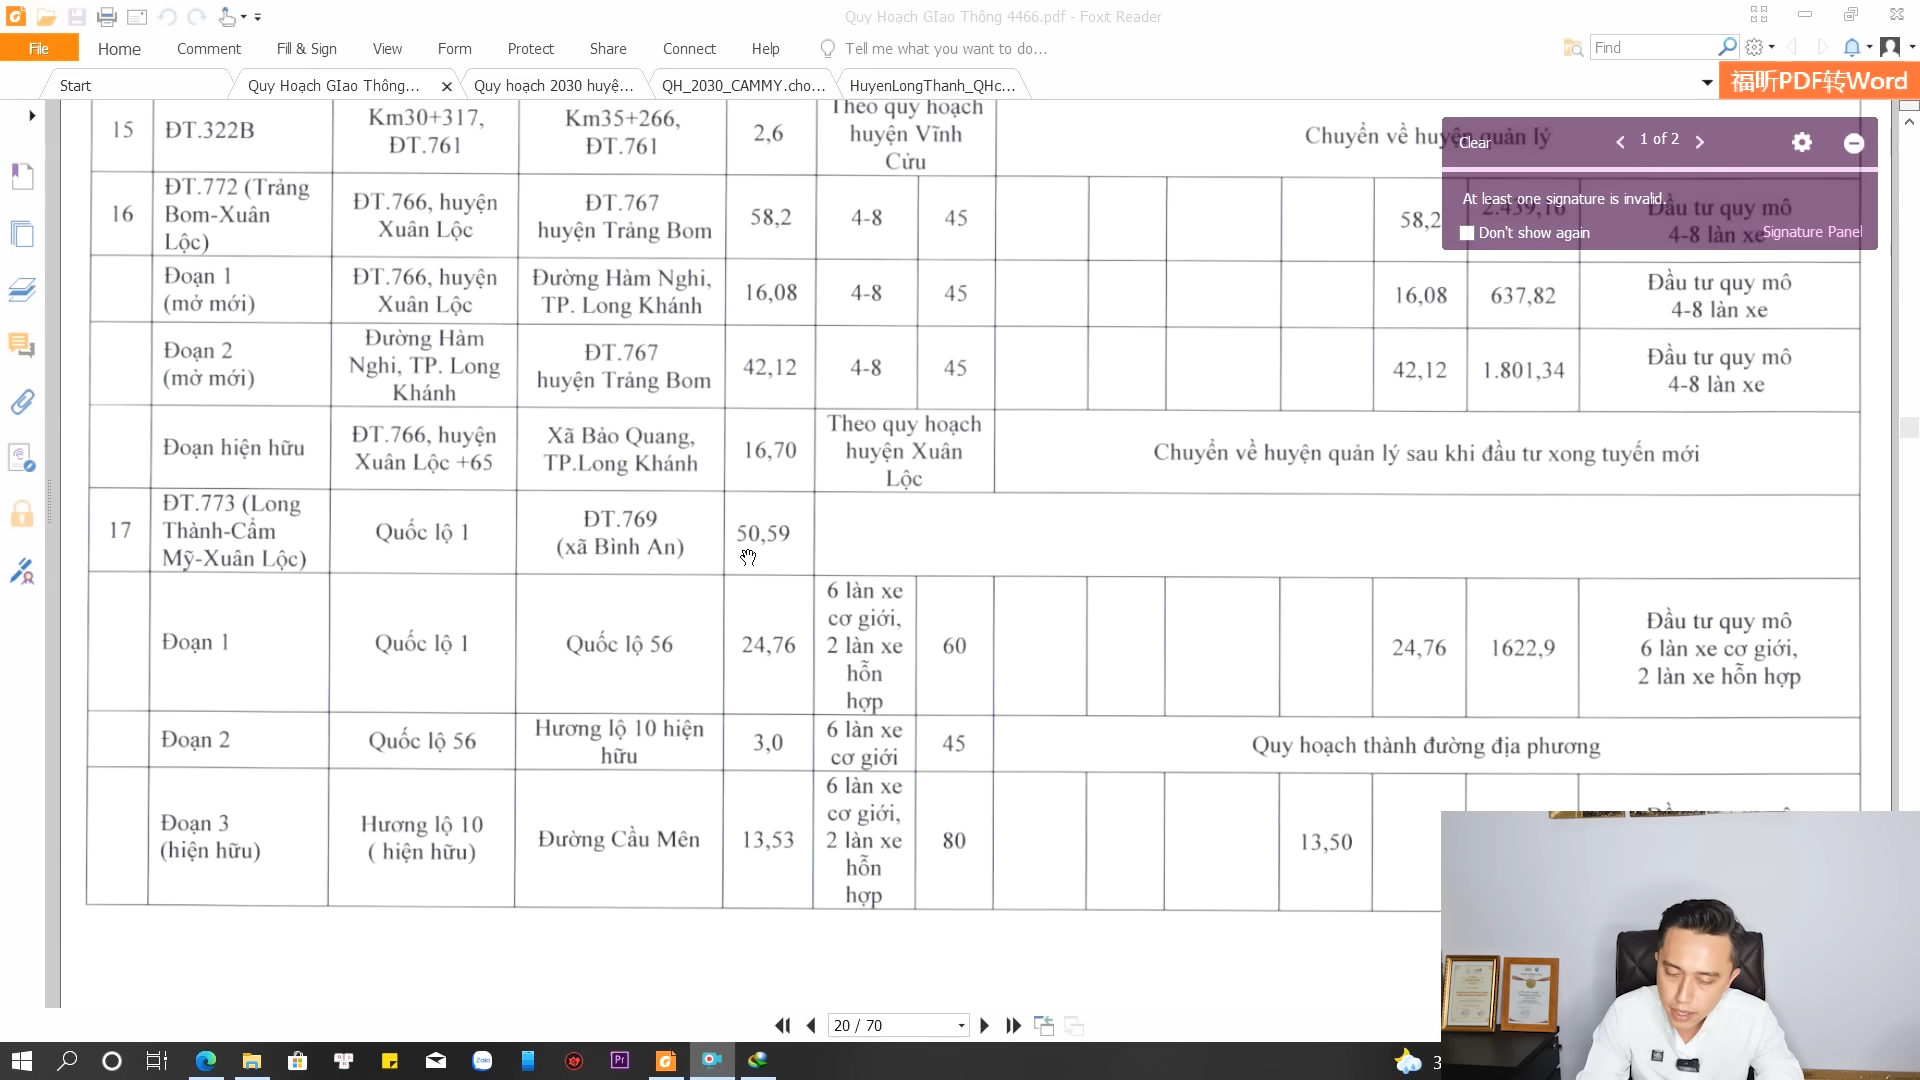 Quy Hoạch GIao Thông 4466.pdf - Foxit Reader
File Home Comment Fill & Sign View Form Protect Share Connect Help Tell me what you want to do... Find
Start Quy Hoạch GIao Thông... Quy hoạch 2030 huyệ... QH_2030_CAMMY.cho... HuyenLongThanh_QHc...
福昕PDF转Word
15 ĐT.322B
Km30+317,
ĐT.761
Km35+266,
ĐT.761
2,6
Theo quy hoạch
huyện Vĩnh
Cửu
Chuyển về huyện quản lý
Clear
1 of 2
At least one signature is invalid.
Don't show again
Signature Panel
16
ĐT.772 (Trảng
Bom-Xuân
Lộc)
ĐT.766, huyện
Xuân Lộc
ĐT.767
huyện Trảng Bom
58,2 4-8 45 58,2
Đầu tư quy mô
4-8 làn xe
Đoạn 1
(mở mới)
ĐT.766, huyện
Xuân Lộc
Đường Hàm Nghi,
TP. Long Khánh
16,08 4-8 45 16,08 637,82
Đầu tư quy mô
4-8 làn xe
Đoạn 2
(mở mới)
Đường Hàm
Nghi, TP. Long
Khánh
ĐT.767
huyện Trảng Bom
42,12 4-8 45 42,12 1.801,34
Đầu tư quy mô
4-8 làn xe
Đoạn hiện hữu
ĐT.766, huyện
Xuân Lộc +65
Xã Bảo Quang,
TP.Long Khánh
16,70
Theo quy hoạch
huyện Xuân
Lộc
Chuyển về huyện quản lý sau khi đầu tư xong tuyến mới
17
ĐT.773 (Long
Thành-Cẩm
Mỹ-Xuân Lộc)
Quốc lộ 1
ĐT.769
(xã Bình An)
50,59
Đoạn 1
Quốc lộ 1
Quốc lộ 56
24,76
6 làn xe
cơ giới,
2 làn xe
hỗn
hợp
60 24,76 1622,9
Đầu tư quy mô
6 làn xe cơ giới,
2 làn xe hỗn hợp
Đoạn 2
Quốc lộ 56
Hương lộ 10 hiện
hữu
3,0
6 làn xe
cơ giới
45
Quy hoạch thành đường địa phương
Đoạn 3
(hiện hữu)
Hương lộ 10
( hiện hữu)
Đường Cầu Mên
13,53
6 làn xe
cơ giới,
2 làn xe
hỗn
hợp
80 13,50
20 / 70
Zalo
Pr
3